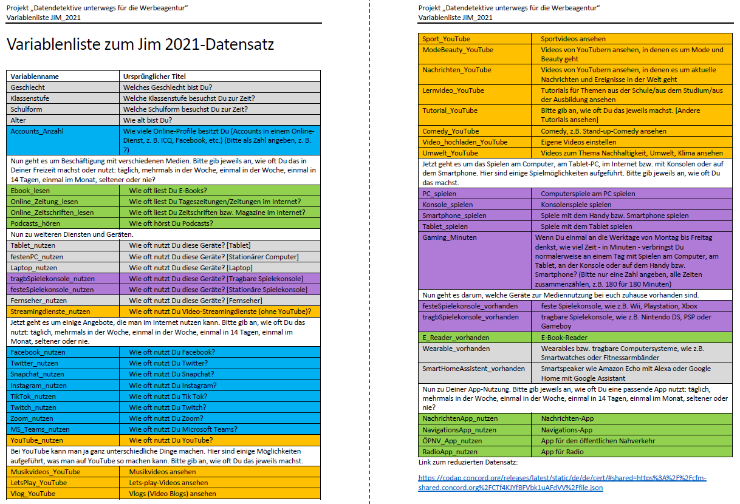 Projekt „Datendetektive unterwegs für die Werbeagentur“
Variablenliste JIM_2021
Variablenliste zum Jim 2021-Datensatz
Variablenname Ursprünglicher Titel
Geschlecht Welches Geschlecht bist Du?
Klassenstufe Welche Klassenstufe besuchst Du zur Zeit?
Schulform Welche Schulform besuchst Du zur Zeit?
Alter Wie alt bist Du?
Accounts_Anzahl Wie viele Online-Profile besitzt Du (Accounts in einem Online-
Dienst, z. B. ICQ, Facebook, etc.) (Bitte als Zahl angeben, z. B.
7)
Nun geht es um Beschäftigung mit verschiedenen Medien. Bitte gib jeweils an, wie oft Du das in
Deiner Freizeit machst oder nutzt: täglich, mehrmals in der Woche, einmal in der Woche, einmal in
14 Tagen, einmal im Monat, seltener oder nie?
Ebook_lesen Wie oft liest Du E-Books?
Online_Zeitung_lesen Wie oft liest Du Tageszeitungen/Zeitungen im Internet?
Online_Zeitschriften_lesen Wie oft liest Du Zeitschriften bzw. Magazine im Internet?
Podcasts_hören Wie oft hörst Du Podcasts?
Nun zu weiteren Diensten und Geräten.
Tablet_nutzen Wie oft nutzt Du diese Geräte? [Tablet]
festenPC_nutzen Wie oft nutzt Du diese Geräte? [Stationärer Computer]
Laptop_nutzen Wie oft nutzt Du diese Geräte? [Laptop]
tragbSpielekonsole_nutzen Wie oft nutzt Du diese Geräte? [Tragbare Spielekonsole]
festeSpielekonsole_nutzen Wie oft nutzt Du diese Geräte? [Stationäre Spielekonsole]
Fernseher_nutzen Wie oft nutzt Du diese Geräte? [Fernseher]
Streamingdienste_nutzen Wie oft nutzt Du Video-Streamingdienste (ohne YouTube)?
Jetzt geht es um einige Angebote, die man im Internet nutzen kann. Bitte gib an, wie oft Du das
nutzt: täglich, mehrmals in der Woche, einmal in der Woche, einmal in 14 Tagen, einmal im
Monat, seltener oder nie.
Facebook_nutzen Wie oft nutzt Du Facebook?
Twitter_nutzen Wie oft nutzt Du Twitter?
Snapchat_nutzen Wie oft nutzt Du Snapchat?
Instagram_nutzen Wie oft nutzt Du Instagram?
TikTok_nutzen Wie oft nutzt Du Tik Tok?
Twitch_nutzen Wie oft nutzt Du Twitch?
Zoom_nutzen Wie oft nutzt Du Zoom?
MS_Teams_nutzen Wie oft nutzt Du Microsoft Teams?
YouTube_nutzen Wie oft nutzt Du YouTube?
Bei YouTube kann man ja ganz unterschiedliche Dinge machen. Hier sind einige Möglichkeiten
aufgeführt, was man auf YouTube so machen kann. Bitte gib an, wie oft Du das jeweils machst.
Musikvideos_YouTube Musikvideos ansehen
LetsPlay_YouTube Lets-play-Videos ansehen
Vlog_YouTube Vlogs (Video Blogs) ansehen
Projekt „Datendetektive unterwegs für die Werbeagentur“
Variablenliste JIM_2021
Sport_YouTube Sportvideos ansehen
ModeBeauty_YouTube Videos von YouTubern ansehen, in denen es um Mode und
Beauty geht
Nachrichten_YouTube Videos von YouTubern ansehen, in denen es um aktuelle
Nachrichten und Ereignisse in der Welt geht
Lernvideo_YouTube Tutorials für Themen aus der Schule/aus dem Studium/aus
der Ausbildung ansehen
Tutorial_YouTube Bitte gib an, wie oft Du das jeweils machst. [Andere
Tutorials ansehen]
Comedy_YouTube Comedy, z.B. Stand-up-Comedy ansehen
Video_hochladen_YouTube Eigene Videos einstellen
Umwelt_YouTube Videos zum Thema Nachhaltigkeit, Umwelt, Klima ansehen
Jetzt geht es um das Spielen am Computer, am Tablet-PC, im Internet bzw. mit Konsolen oder auf
dem Smartphone. Hier sind einige Spielmöglichkeiten aufgeführt. Bitte gib jeweils an, wie oft Du
das machst.
PC_spielen Computerspiele am PC spielen
Konsole_spielen Konsolenspiele spielen
Smartphone_spielen Spiele mit dem Handy bzw. Smartphone spielen
Tablet_spielen Spiele mit dem Tablet spielen
Gaming_Minuten Wenn Du einmal an die Werktage von Montag bis Freitag
denkst, wie viel Zeit - in Minuten - verbringst Du
normalerweise an einem Tag mit Spielen am Computer, am
Tablet, an der Konsole oder auf dem Handy bzw.
Smartphone? (Bitte nur eine Zahl angeben, alle Zeiten
zusammenzählen, z.B. 180 für 180 Minuten)
Nun geht es darum, welche Geräte zur Mediennutzung bei euch zuhause vorhanden sind.
festeSpielekonsole_vorhanden feste Spielekonsole, z.B. Wii, Playstation, Xbox
tragbSpielekonsole_vorhanden tragbare Spielekonsole, z.B. Nintendo DS, PSP oder
Gameboy
E_Reader_vorhanden E-Book-Reader
Wearable_vorhanden Wearables bzw. tragbare Computersysteme, wie z.B.
Smartwatches oder Fitnessarmbänder
SmartHomeAssistent_vorhanden Smartspeaker wie Amazon Echo mit Alexa oder Google
Home mit Google Assistant
Nun zu Deiner App-Nutzung. Bitte gib jeweils an, wie oft Du eine passende App nutzt: täglich,
mehrmals in der Woche, einmal in der Woche, einmal in 14 Tagen, einmal im Monat, seltener oder
nie?
NachrichtenApp_nutzen Nachrichten-App
NavigationsApp_nutzen Navigations-App
ÖPNV_App_nutzen App für den öffentlichen Nahverkehr
RadioApp_nutzen App für Radio
Link zum reduzierten Datensatz: